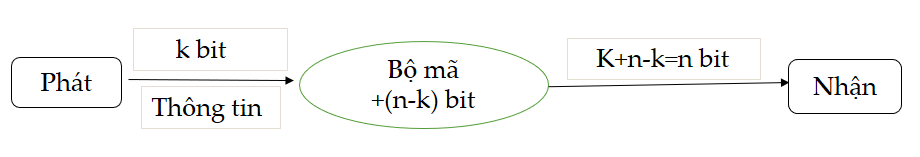 Phát
k bit
Thông tin
Bộ mã
+(n-k) bit
K+n-k=n bit
Nhận